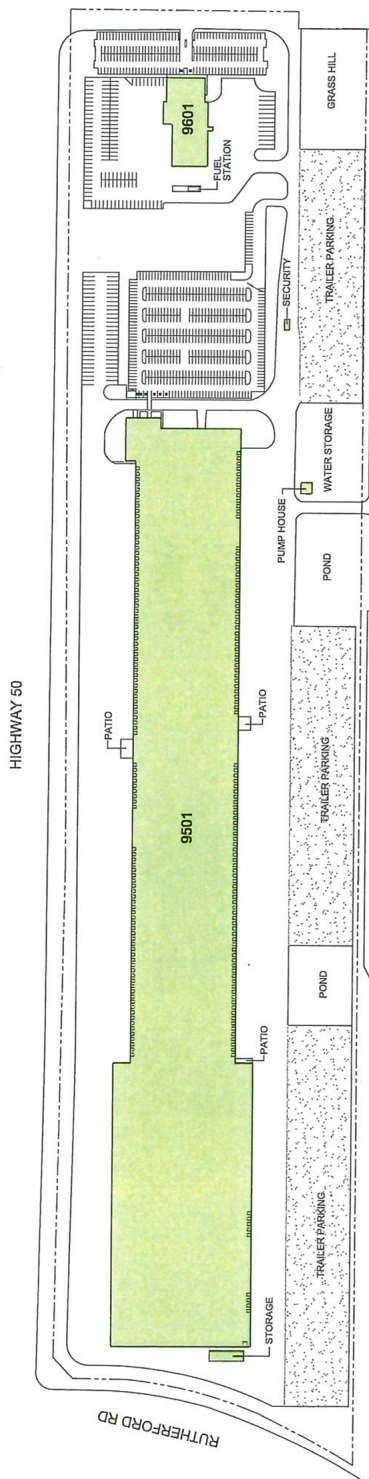 GRASS HILL
9601
FUEL
STATION
TRAILER PARKING
SECURITY
WATER STORAGE
PUMP HOUSE
POND
HIGHWAY 50
PATIO
PATIO
TRAILER PARKING
9501
POND
PATIO
TRAILER PARKING
STORAGE
RUTHERFORD RD